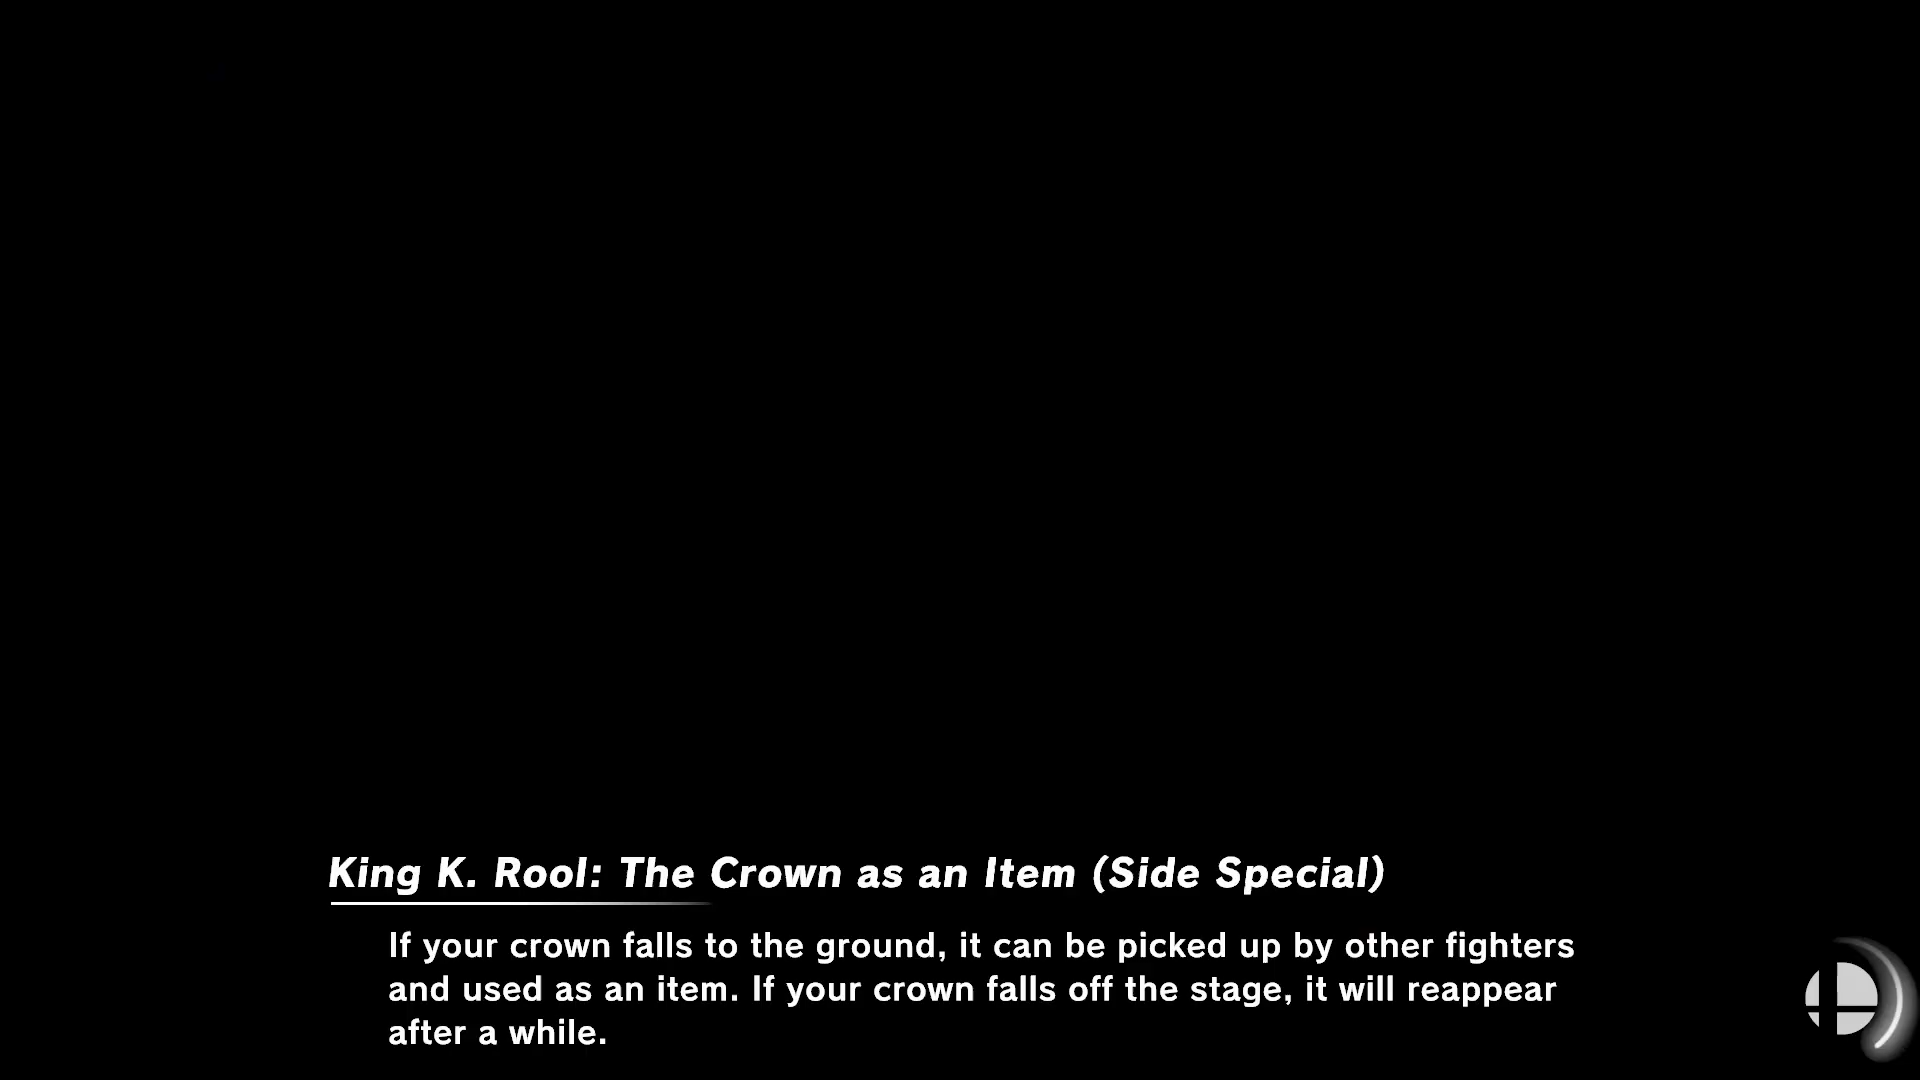 King K. Rool: The Crown as an Item (Side Special)
If your crown falls to the ground, it can be picked up by other fighters
and used as an item. If your crown falls off the stage, it will reappear
after a while.